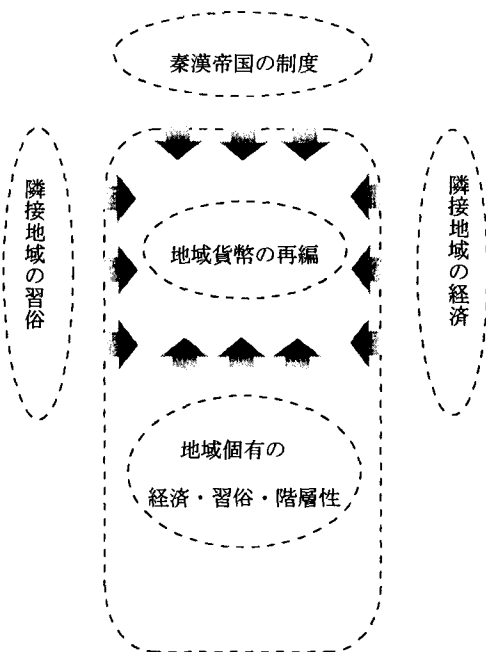 秦漢帝国の制度
隣接地域の習俗
隣接地域の経済
地域貨幣の再編
地域個有の
経済・習俗・階層性